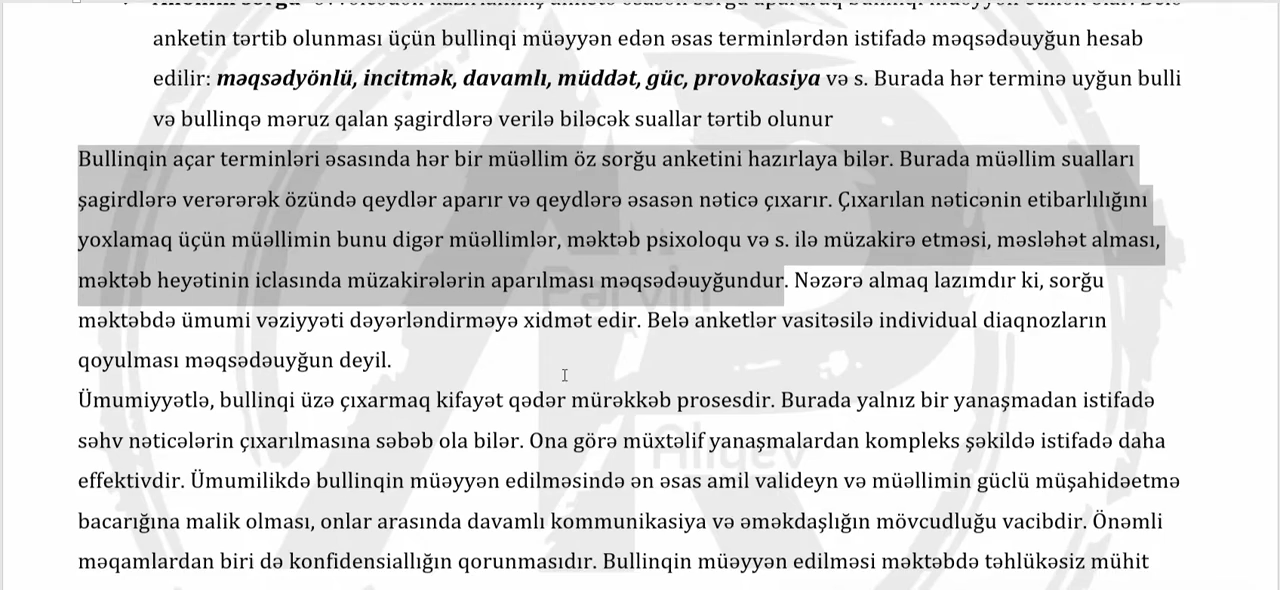 anketin tərtib olunması üçün bullinqi müəyyən edən əsas terminlərdən istifadə məqsədəuyğun hesab
edilir: məqsədyönlü, incitmək, davamlı, müddət, güc, provokasiya və s. Burada hər terminə uyğun bulli
və bullinqə məruz qalan şagirdlərə verilə biləcək suallar tərtib olunur
Bullinqin açar terminləri əsasında hər bir müəllim öz sorğu anketini hazırlaya bilər. Burada müəllim sualları
şagirdlərə verərərək özündə qeydlər aparır və qeydlərə əsasən nəticə çıxarır. Çıxarılan nəticənin etibarlılığını
yoxlamaq üçün müəllimin bunu digər müəllimlər, məktəb psixoloqu və s. ilə müzakirə etməsi, məsləhət alması,
məktəb heyətinin iclasında müzakirələrin aparılması məqsədəuyğundur. Nəzərə almaq lazımdır ki, sorğu
məktəbdə ümumi vəziyyəti dəyərləndirməyə xidmət edir. Belə anketlər vasitəsilə individual diaqnozların
qoyulması məqsədəuyğun deyil.
Ümumiyyətlə, bullinqi üzə çıxarmaq kifayət qədər mürəkkəb prosesdir. Burada yalnız bir yanaşmadan istifadə
səhv nəticələrin çıxarılmasına səbəb ola bilər. Ona görə müxtəlif yanaşmalardan kompleks şəkildə istifadə daha
effektivdir. Ümumilikdə bullinqin müəyyən edilməsində ən əsas amil valideyn və müəllimin güclü müşahidəetmə
bacarığına malik olması, onlar arasında davamlı kommunikasiya və əməkdaşlığın mövcudluğu vacibdir. Önəmli
məqamlardan biri də konfidensiallığın qorunmasıdır. Bullinqin müəyyən edilməsi məktəbdə təhlükəsiz mühit